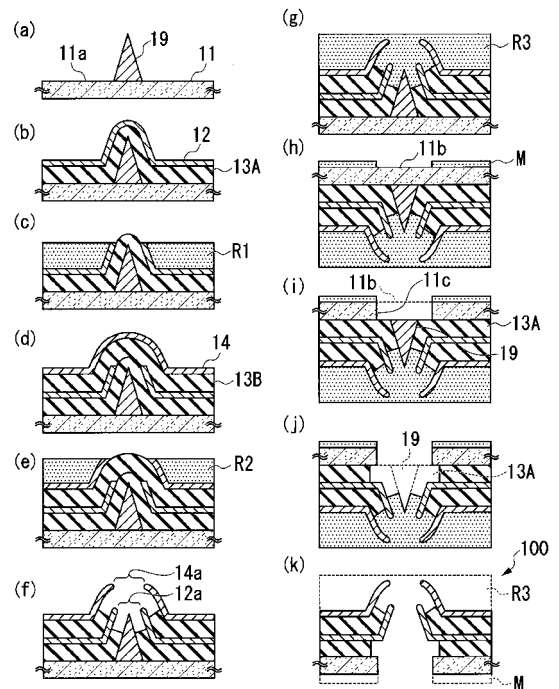 (a)
19
11a
11
(b)
12
13A
(c)
R1
(d)
14
13B
(e)
R2
14a
12a
(f)
(g)
R3
(h)
11b
M
(i)
11b
11c
13A
19
(j)
19
13A
100
(k)
R3
M